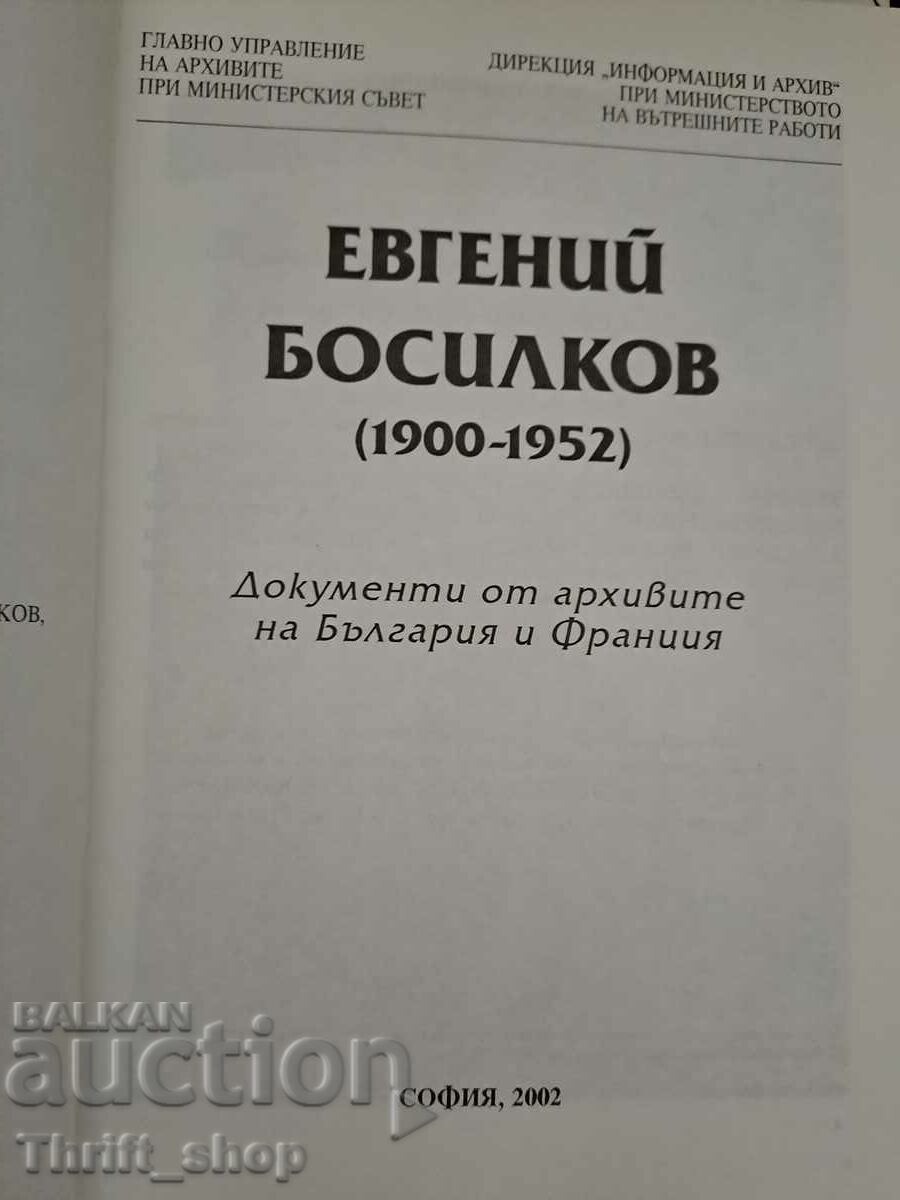 ГЛАВНО УПРАВЛЕНИЕ
НА АРХИВИТЕ
ПРИ МИНИСТЕРСКИЯ СЪВЕТ
ДИРЕКЦИЯ „ИНФОРМАЦИЯ И АРХИВ“
ПРИ МИНИСТЕРСТВОТО
НА ВЪТРЕШНИТЕ РАБОТИ
ЕВГЕНИЙ
БОСИЛКОВ
(1900-1952)
Документи от архивите
на България и Франция
КОВ,
СОФИЯ, 2002
BALKAN
auction
Thrift_shop